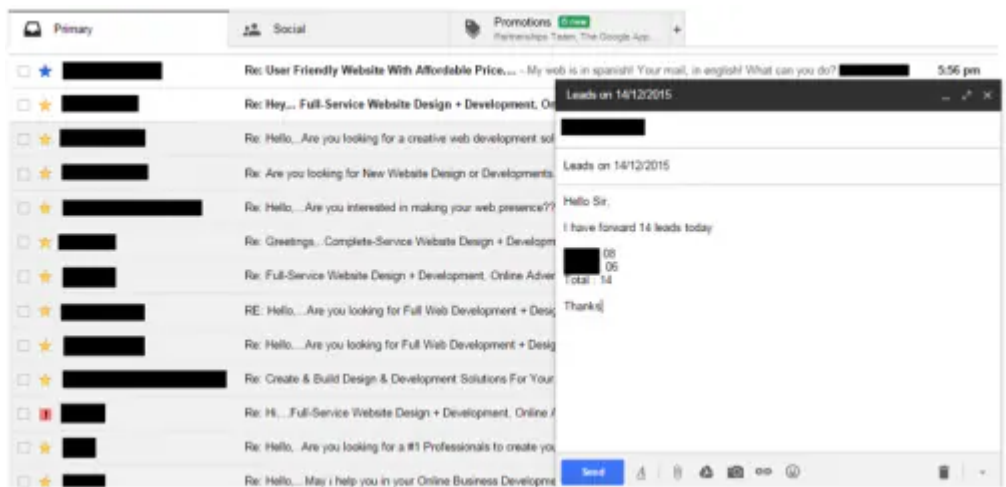 Primary
Social
Promotions
Partnerships Team, The Google App...
+
Re: User Friendly Website With Affordable Price.... - My web is in spanish! Your mail, in english! What can you do?
5:56 pm
Re: Hey... Full-Service Website Design + Development, On
Re: Hello,..Are you looking for a creative web development sol
Re: Are you looking for New Website Design or Developments
Re: Hello,...Are you interested in making your web presence??
Re: Greetings,..Complete-Service Website Design + Developm
Re: Full-Service Website Design + Development, Online Adver
RE: Hello,...Are you looking for Full Web Development + Desig
Re: Hello,...Are you looking for Full Web Development + Desig
Re: Create & Build Design & Development Solutions For Your
Re: Hi,...Full-Service Website Design + Development, Online A
Re: Hello, Are you looking for a #1 Professionals to create you
Re: Hello,...May i help you in your Online Business Developme
Leads on 14/12/2015
Leads on 14/12/2015
Hello Sir,
I have forward 14 leads today
08
06
Total : 14
Thanks
Send